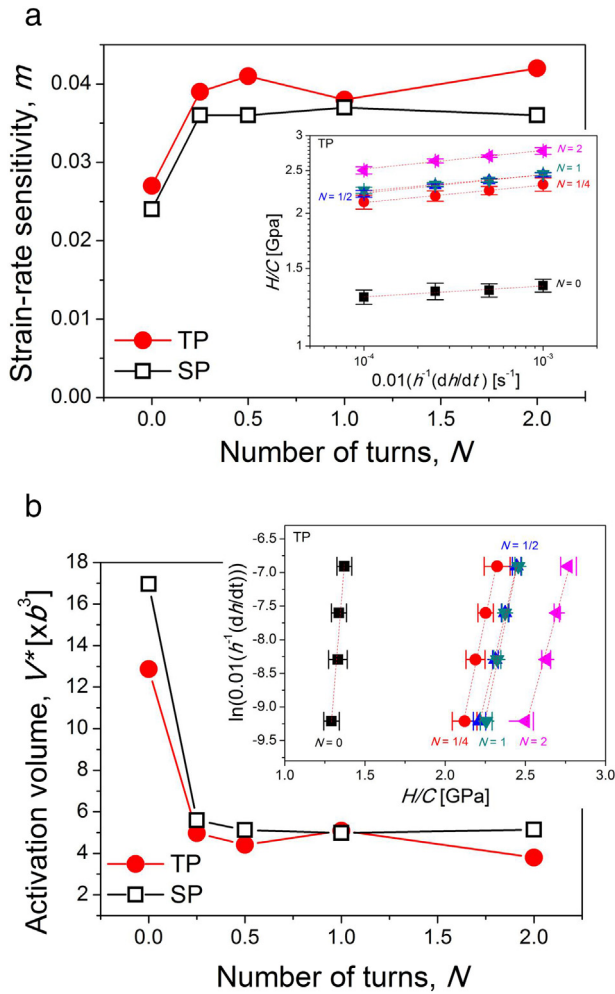 a
Strain-rate sensitivity, m
0.04
0.03
0.02
0.01
0.00
TP
SP
0.0 0.5 1.0 1.5 2.0
Number of turns, N
TP
H/C [Gpa]
3
2.5
2
1.5
1
N = 2
N = 1
N = 1/2
N = 1/4
N = 0
10⁻⁴ 10⁻³
0.01(h⁻¹(dh/dt) [s⁻¹]
b
Activation volume, V* [xb³]
18
16
14
12
10
8
6
4
2
TP
SP
0.0 0.5 1.0 1.5 2.0
Number of turns, N
TP
ln(0.01(h⁻¹(dh/dt)))
-6.5
-7.0
-7.5
-8.0
-8.5
-9.0
-9.5
N = 1/2
N = 0
N = 1/4
N = 1
N = 2
1.0 1.5 2.0 2.5 3.0
H/C [GPa]